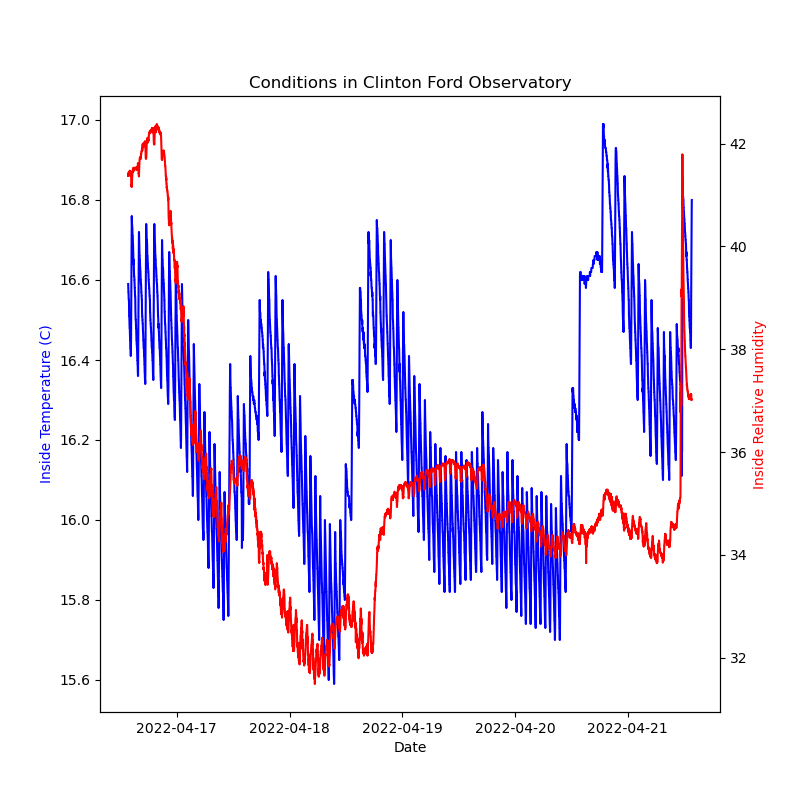 Conditions in Clinton Ford Observatory
17.0
16.8
16.6
16.4
16.2
16.0
15.8
15.6
Inside Temperature (C)
42
40
38
36
34
32
Inside Relative Humidity
2022-04-17 2022-04-18 2022-04-19 2022-04-20 2022-04-21
Date